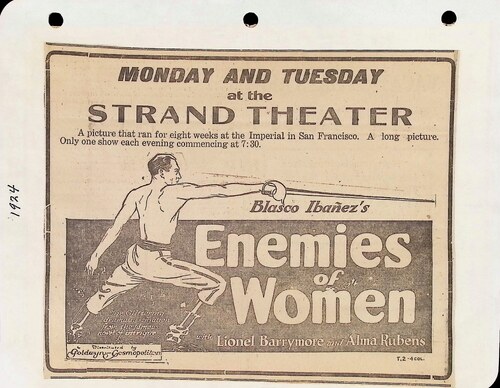 MONDAY AND TUESDAY
at the
STRAND THEATER
A picture that ran for eight weeks at the Imperial in San Francisco. A long picture.
Only one show each evening commencing at 7:30.
1924
Blasco Ibañez's
Enemies
of
Women
with Lionel Barrymore and Alma Rubens
Distributed by
Goldwyn-Cosmopolitan